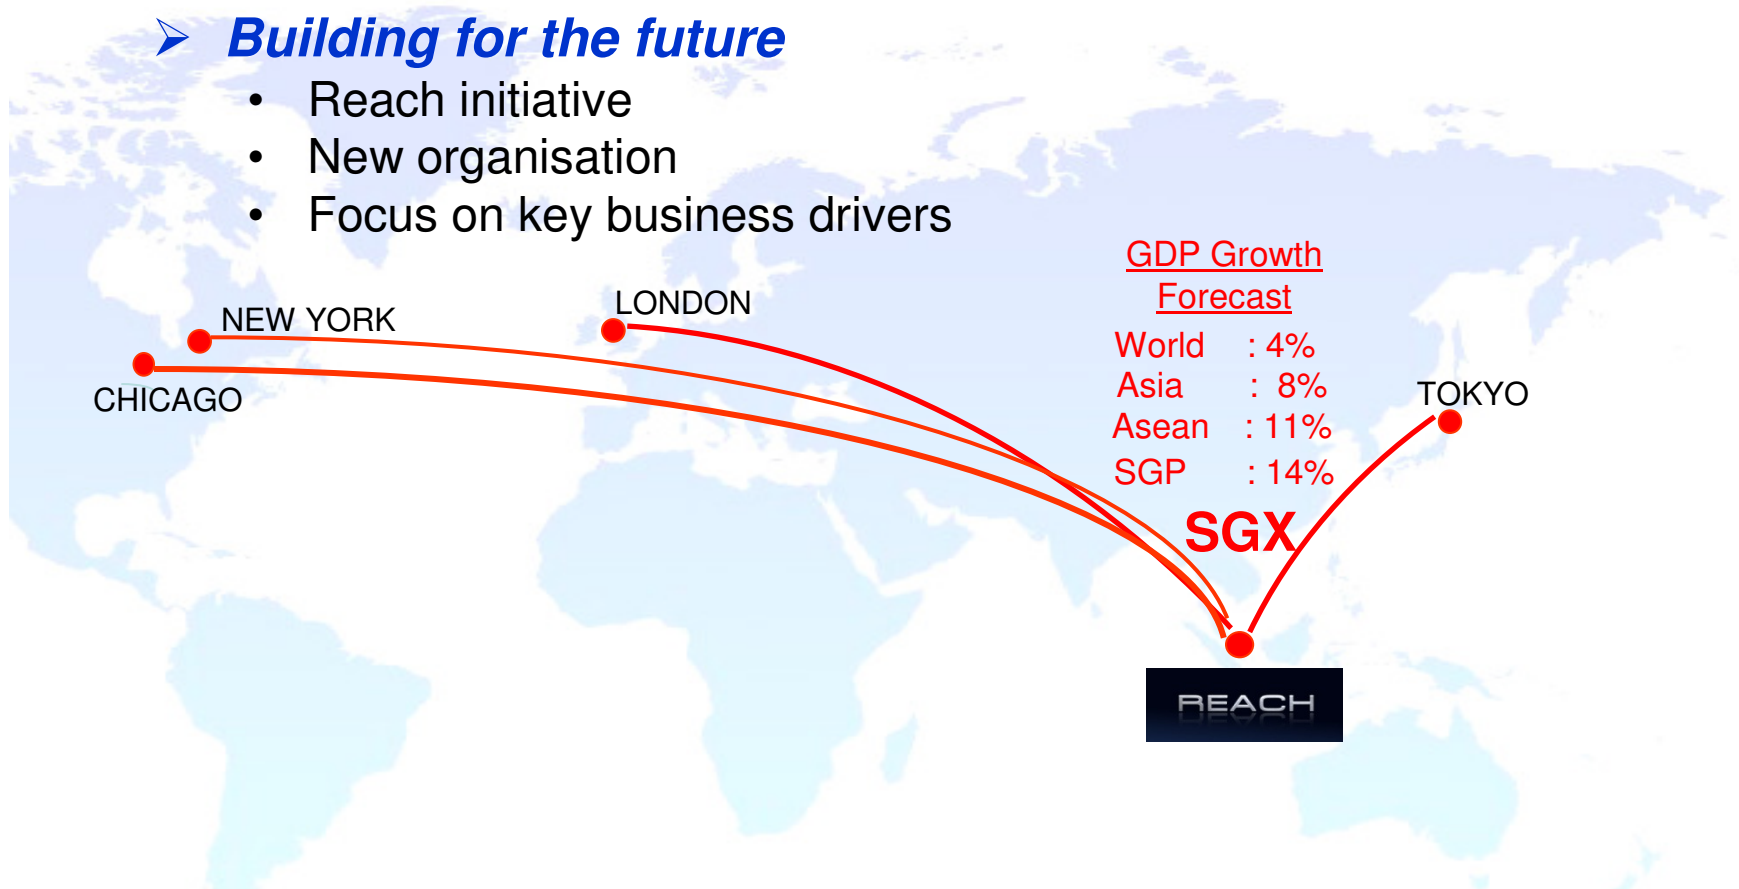 ➢ Building for the future
• Reach initiative
• New organisation
• Focus on key business drivers
GDP Growth
Forecast
World : 4%
Asia : 8%
Asean : 11%
SGP : 14%
SGX
LONDON
NEW YORK
CHICAGO
TOKYO
REACH